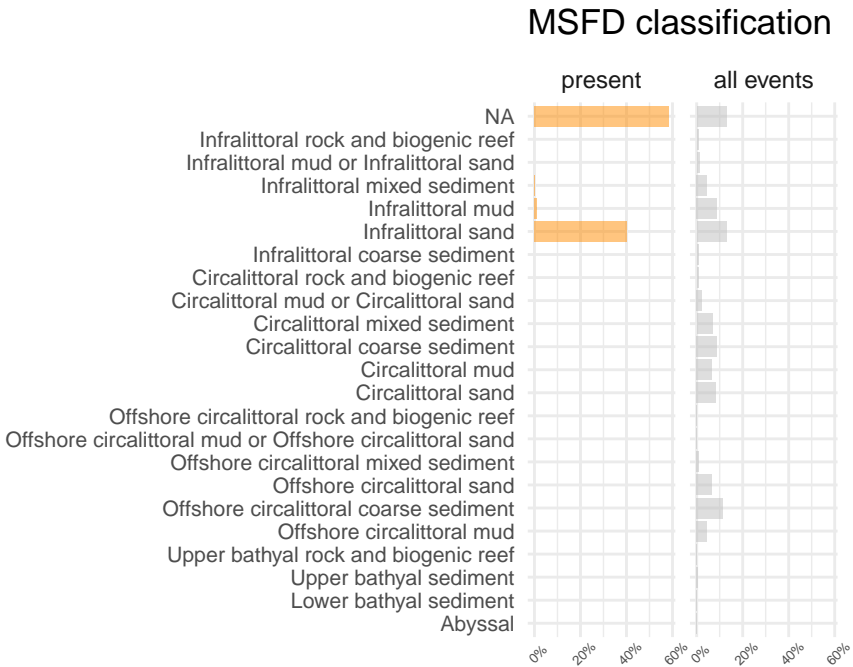 MSFD classification
present
all events
NA
Infralittoral rock and biogenic reef
Infralittoral mud or Infralittoral sand
Infralittoral mixed sediment
Infralittoral mud
Infralittoral sand
Infralittoral coarse sediment
Circalittoral rock and biogenic reef
Circalittoral mud or Circalittoral sand
Circalittoral mixed sediment
Circalittoral coarse sediment
Circalittoral mud
Circalittoral sand
Offshore circalittoral rock and biogenic reef
Offshore circalittoral mud or Offshore circalittoral sand
Offshore circalittoral mixed sediment
Offshore circalittoral sand
Offshore circalittoral coarse sediment
Offshore circalittoral mud
Upper bathyal rock and biogenic reef
Upper bathyal sediment
Lower bathyal sediment
Abyssal
0% 20% 40% 60% 0% 20% 40% 60%